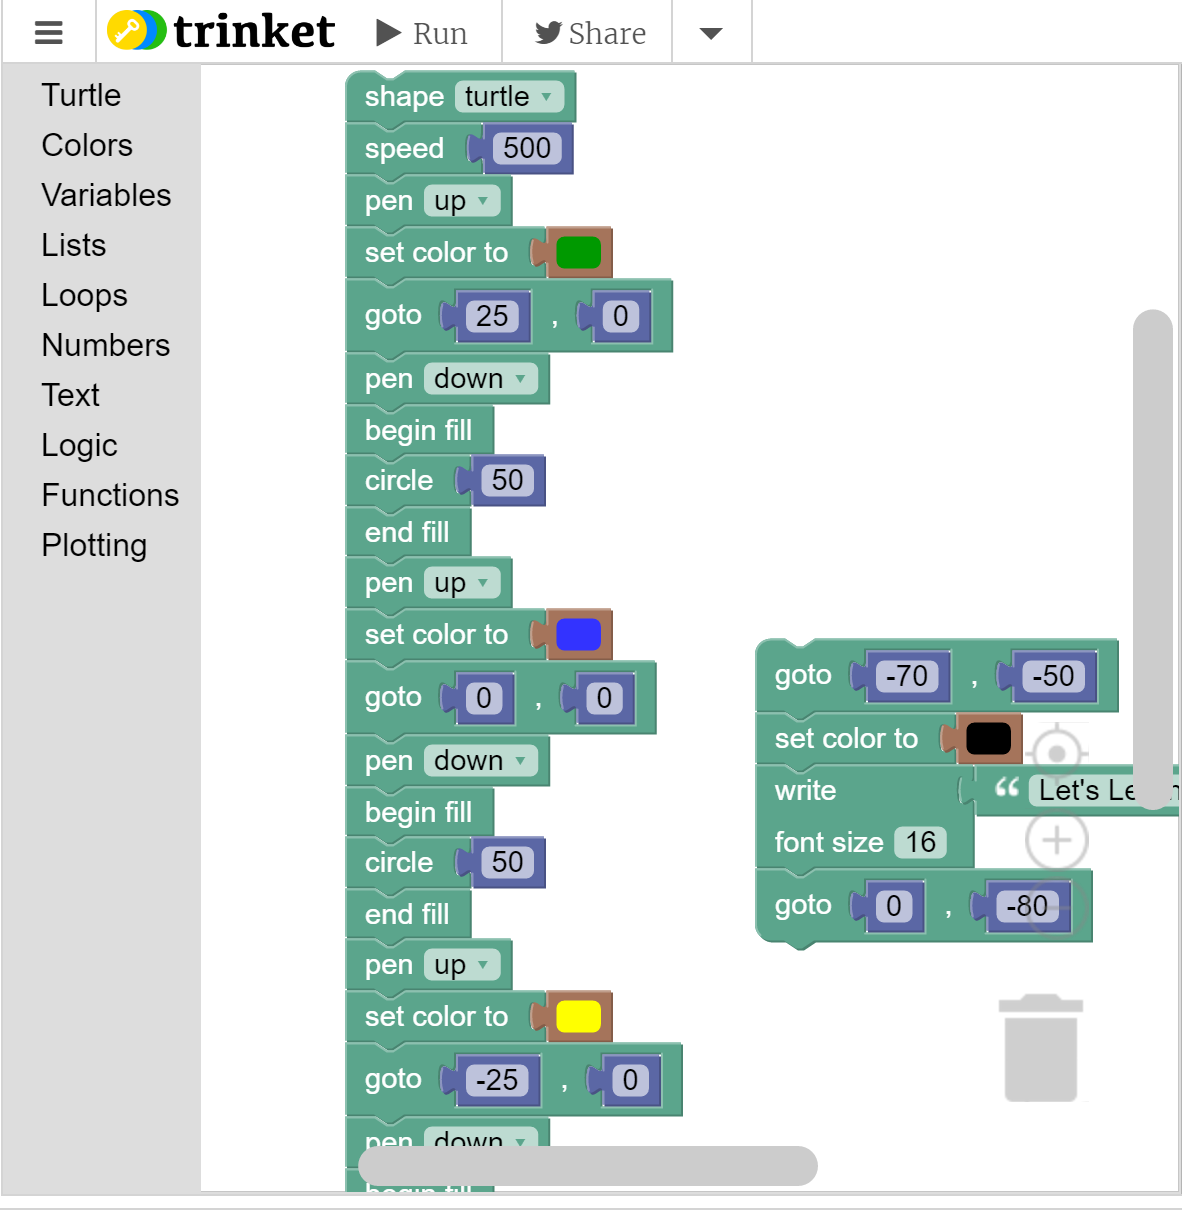 trinket Run Share
Turtle
Colors
Variables
Lists
Loops
Numbers
Text
Logic
Functions
Plotting
shape turtle
speed 500
pen up
set color to
goto 25 , 0
pen down
begin fill
circle 50
end fill
pen up
set color to
goto 0 , 0
pen down
begin fill
circle 50
end fill
pen up
set color to
goto -25 , 0
pen down
begin fill
goto -70 , -50
set color to
write “ Let's
font size 16
goto 0 , -80